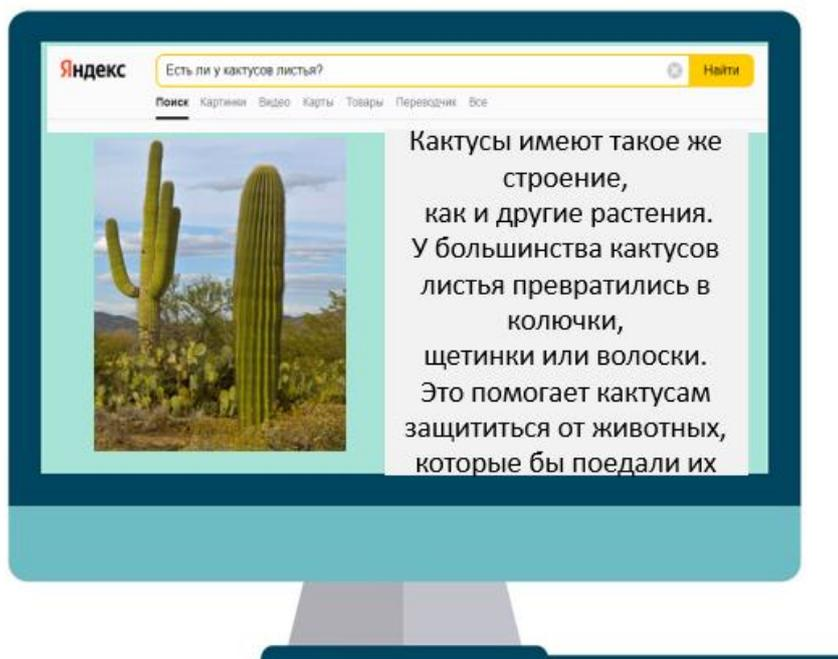 Яндекс
Есть ли у кактусов листья?
Найти
Поиск Картинки Видео Карты Товары Переводчик Все
Кактусы имеют такое же
строение,
как и другие растения.
У большинства кактусов
листья превратились в
колючки,
щетинки или волоски.
Это помогает кактусам
защититься от животных,
которые бы поедали их